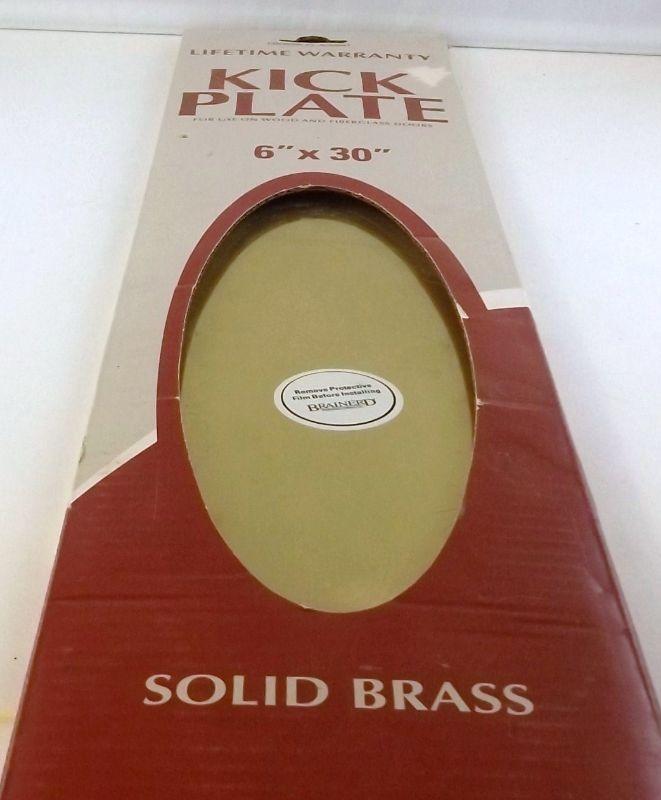 LIFETIME WARRANTY
KICK
PLATE
FOR USE ON WOOD AND FIBERGLASS DOORS
6" x 30"
Remove Protective
Film Before Installing
BRAINERD
SOLID BRASS